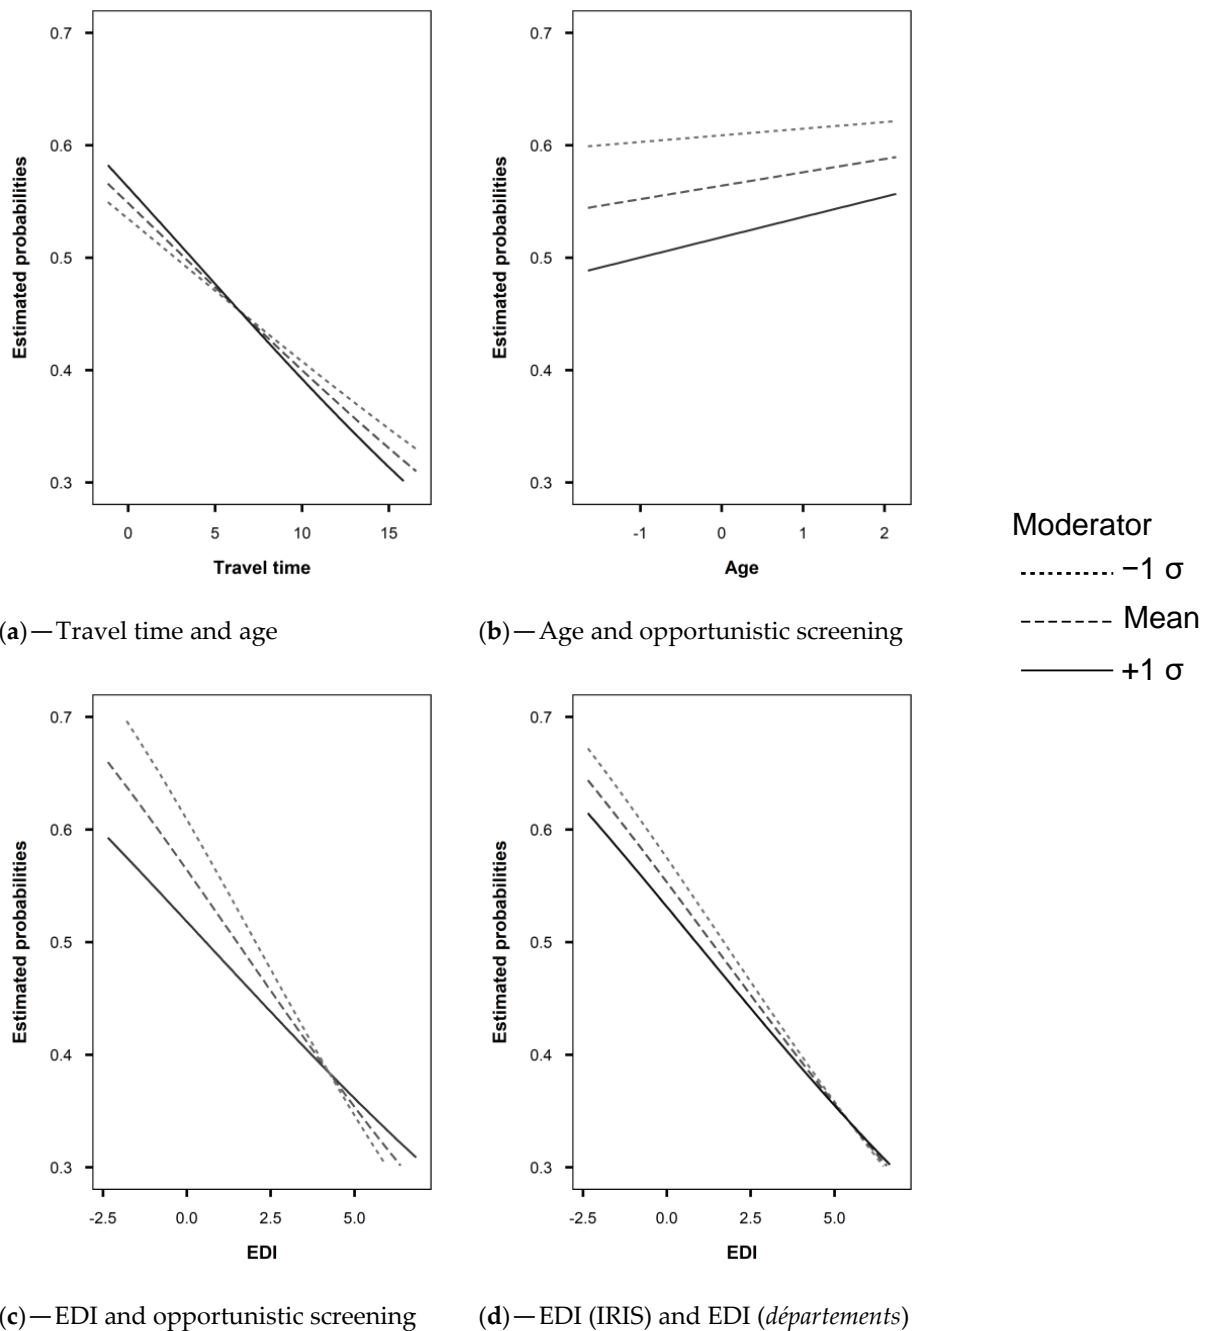 0.7
0.6
0.5
0.4
0.3
Estimated probabilities
0 5 10 15
Travel time
(a)—Travel time and age
0.7
0.6
0.5
0.4
0.3
Estimated probabilities
-1 0 1 2
Age
(b)—Age and opportunistic screening
Moderator
−1 σ
Mean
+1 σ
0.7
0.6
0.5
0.4
0.3
Estimated probabilities
-2.5 0.0 2.5 5.0
EDI
(c)—EDI and opportunistic screening
0.7
0.6
0.5
0.4
0.3
Estimated probabilities
-2.5 0.0 2.5 5.0
EDI
(d)—EDI (IRIS) and EDI (départements)